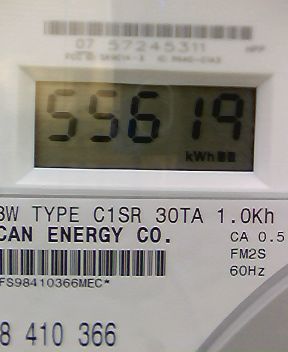 07 57245311
55619
kWh
3W TYPE C1SR 30TA 1.0Kh
CAN ENERGY CO.
CA 0.5
FM2S
60Hz
FS98410366MEC*
8 410 366